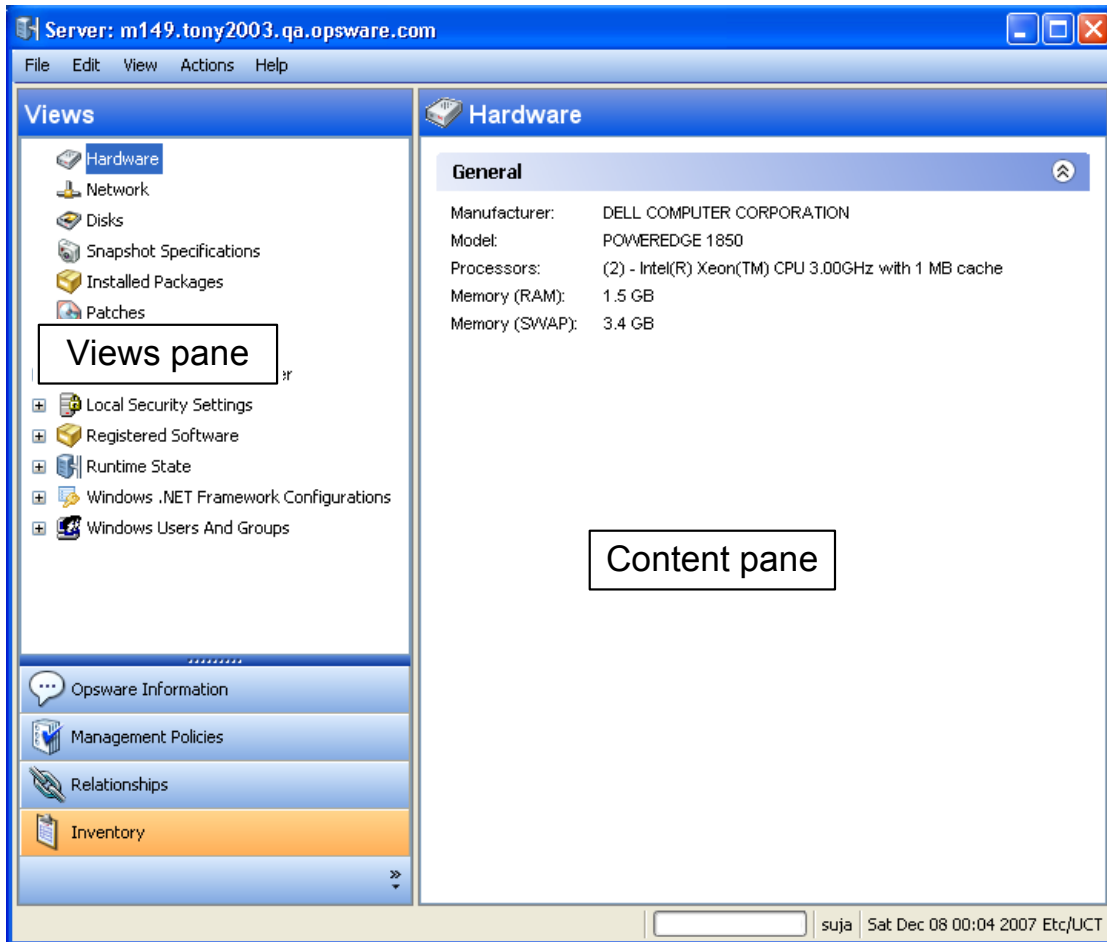 Server: m149.tony2003.qa.opsware.com
File Edit View Actions Help
Views
Hardware
Network
Disks
Snapshot Specifications
Installed Packages
Patches
Views pane
Local Security Settings
Registered Software
Runtime State
Windows .NET Framework Configurations
Windows Users And Groups
Opsware Information
Management Policies
Relationships
Inventory
Hardware
General
Manufacturer: DELL COMPUTER CORPORATION
Model: POWEREDGE 1850
Processors: (2) - Intel(R) Xeon(TM) CPU 3.00GHz with 1 MB cache
Memory (RAM): 1.5 GB
Memory (SWAP): 3.4 GB
Content pane
suja Sat Dec 08 00:04 2007 Etc/UCT